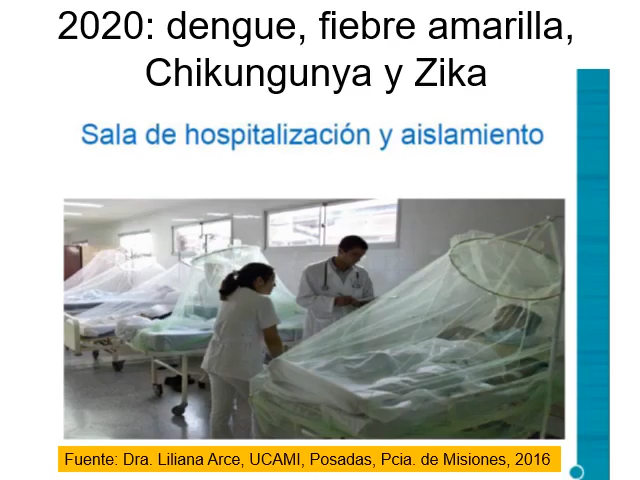 2020: dengue, fiebre amarilla,
Chikungunya y Zika
Sala de hospitalización y aislamiento
Fuente: Dra. Liliana Arce, UCAMI, Posadas, Pcia. de Misiones, 2016